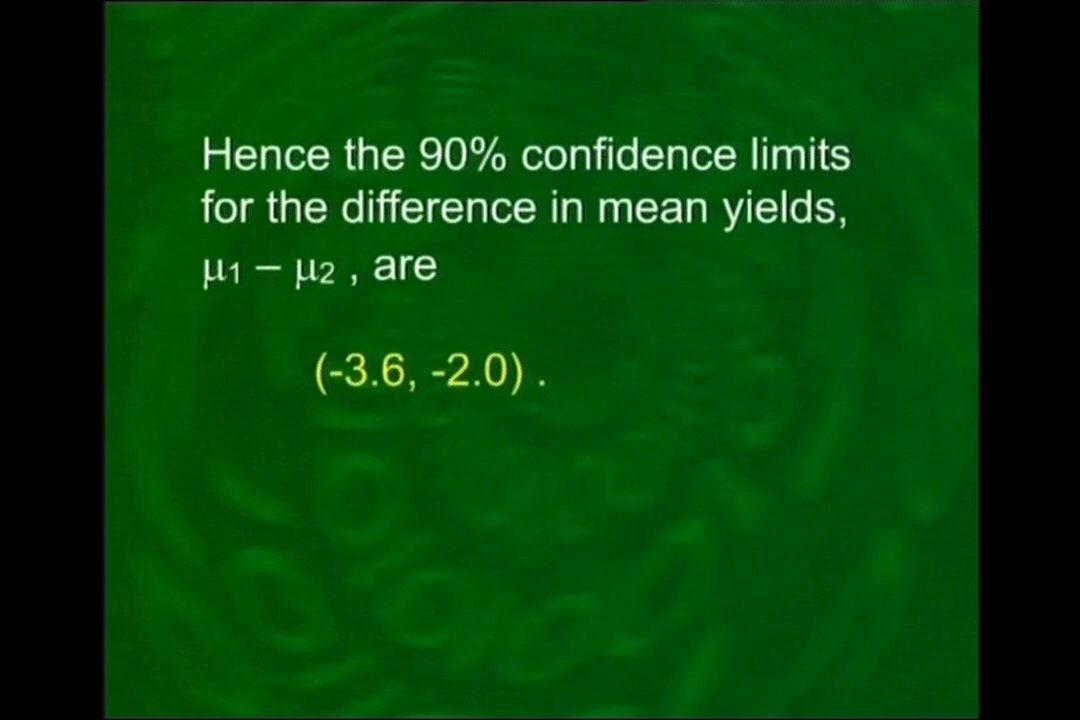 Hence the 90% confidence limits
for the difference in mean yields,
μ1 – μ2 , are
(-3.6, -2.0) .